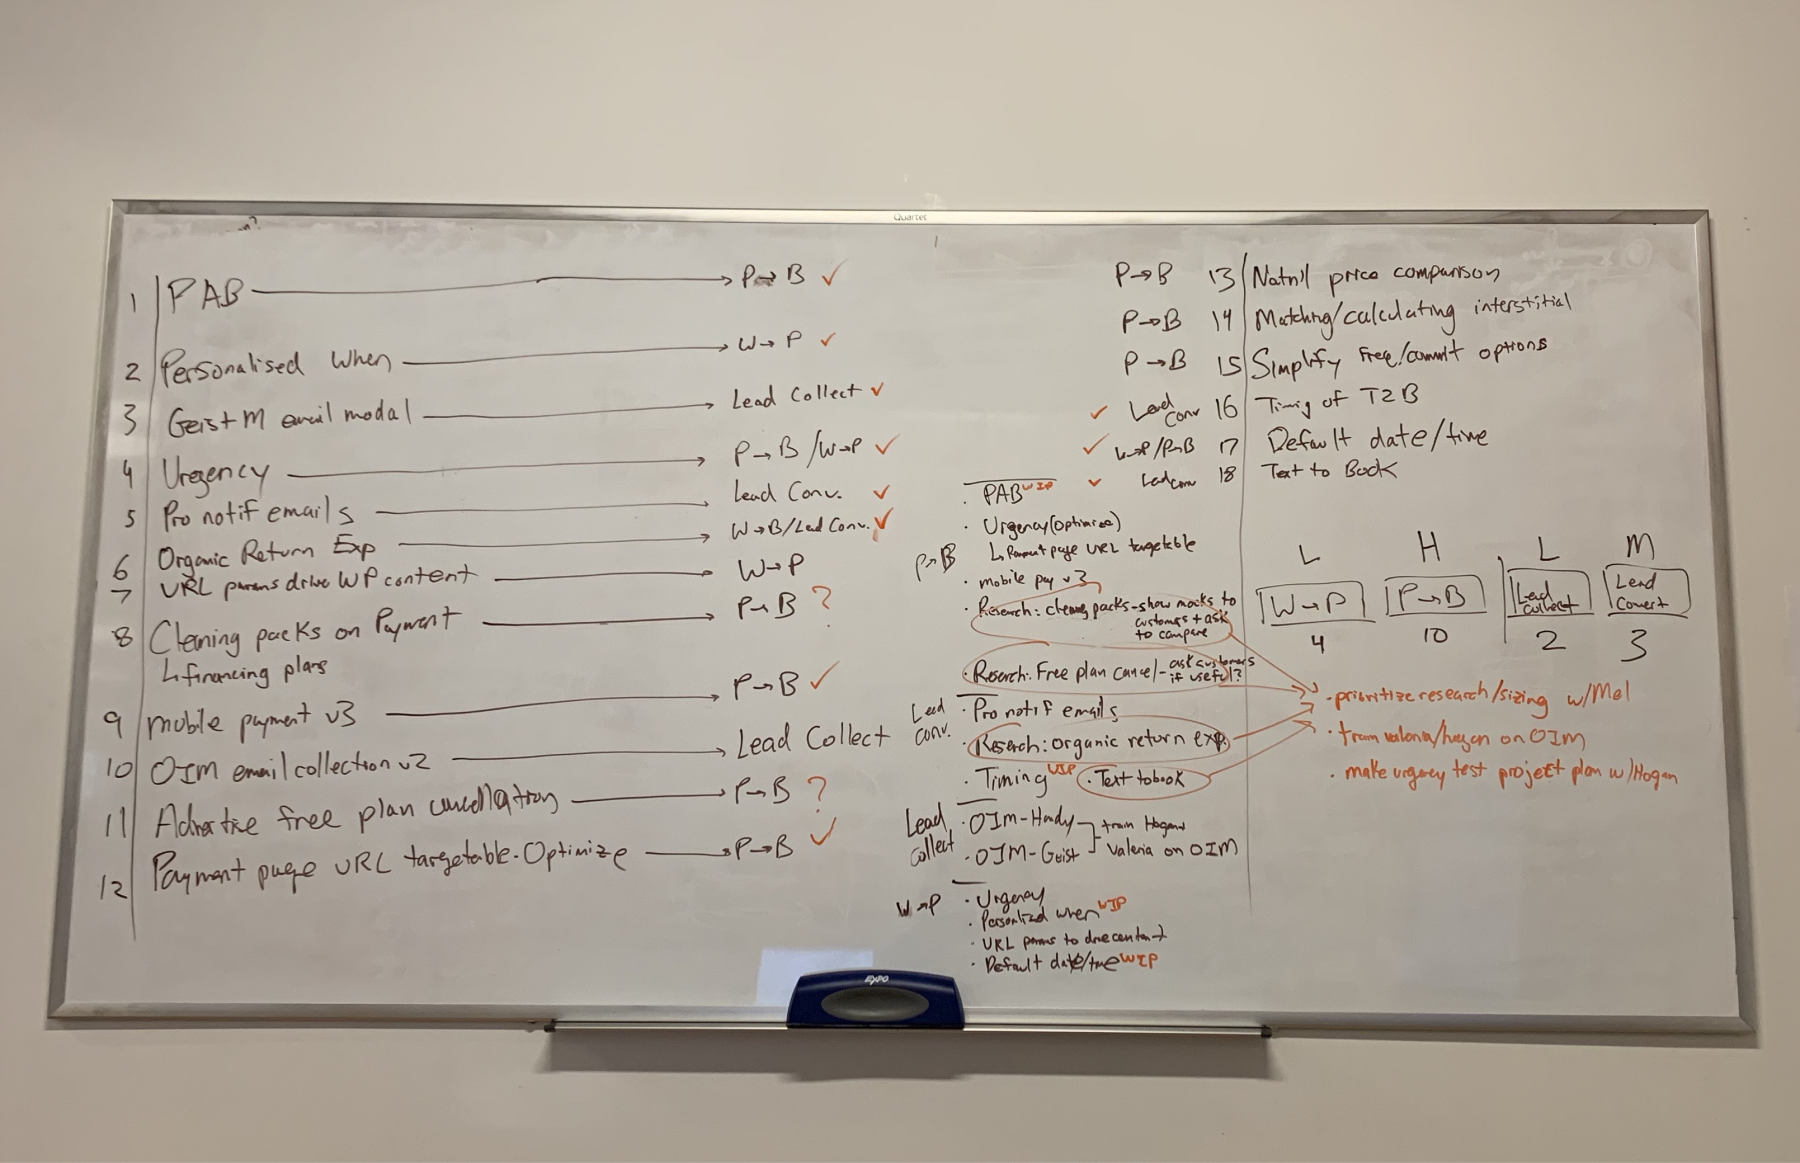 Quartet
1 PAB P→B ✓
2 Personalised When W→P ✓
3 Geist M email modal Lead Collect ✓
4 Uregency P→B/W→P ✓
5 Pro notif emails Lead Conv. ✓
6 Organic Return Exp W→B/Lead Conv. ✓
7 URL params drive WP content W→P
8 Cleaning packs on Payment P→B ?
↳ financing plans
9 mobile payment v3 P→B ✓
10 OIM email collection v2 Lead Collect
11 Advertise free plan cancellation P→B ?
12 Payment page URL targetable-Optimize P→B ✓
P→B 13 Natn'l price comparison
P→B 14 Matching/calculating interstitial
P→B 15 Simplify Free/commit options
✓ Lead Conv 16 Timig of T2B
✓ W→P/P→B 17 Default date/time
✓ Lead conv 18 Text to Book
P→B
· PAB WIP
· Urgency (Optimize)
↳ Payment page URL targetable
· mobile pay v3
· Research: cleaning packs - show mocks to
customers + ask
to compare
· Reserch: Free plan cancel - ask customers
if useful?
Lead
conv.
· Pro notif emails
· Reserch: organic return exp.
· Timing WIP · Text to book
Lead
collect
· OIM-Handy
· OIM-Geist
train Hogan
Valeria on OIM
W→P
· Urgency
· Personlized when WIP
· URL params to drive content
· Default date/time WIP
L H L M
W→P P→B Lead Collect Lead Convert
4 10 2 3
· prioritize research/sizing w/Mel
· train valeria/hogan on OIM
· make urgency test project plan w/Hogan
EXPO